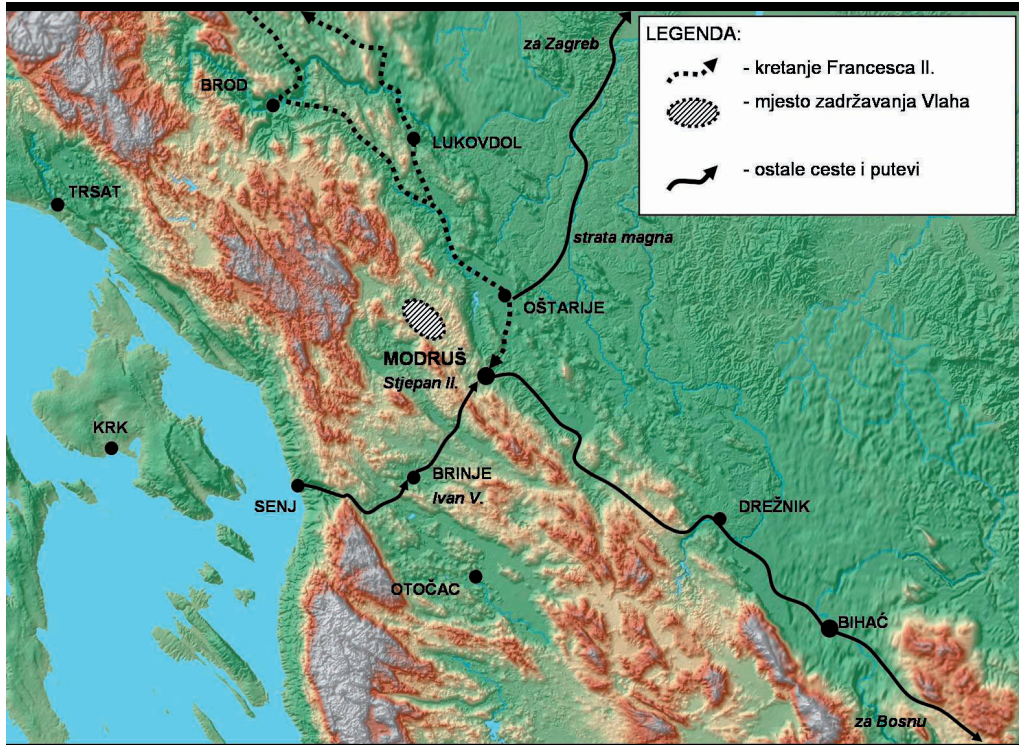 za Zagreb
LEGENDA:
- kretanje Francesca II.
- mjesto zadržavanja Vlaha
- ostale ceste i putevi
BROD
LUKOVDOL
TRSAT
strata magna
OŠTARIJE
MODRUŠ
Stjepan II.
KRK
BRINJE
Ivan V.
SENJ
DREŽNIK
OTOČAC
BIHAĆ
za Bosnu